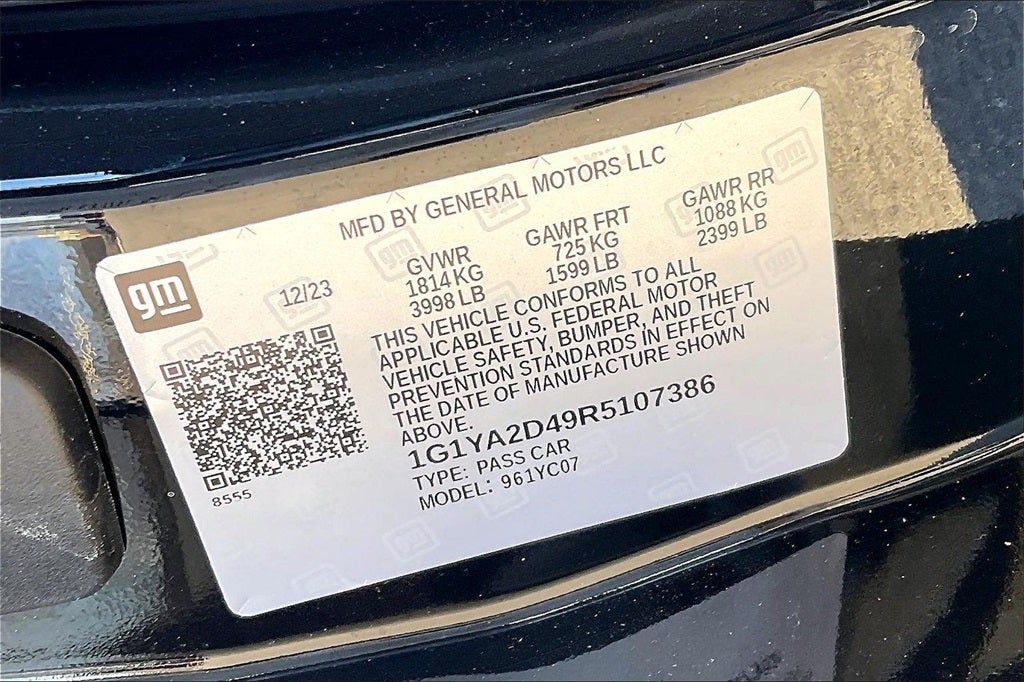 MFD BY GENERAL MOTORS LLC
gm
12/23
GVWR
1814 KG
3998 LB
GAWR FRT
725 KG
1599 LB
GAWR RR
1088 KG
2399 LB
THIS VEHICLE CONFORMS TO ALL
APPLICABLE U.S. FEDERAL MOTOR
VEHICLE SAFETY, BUMPER, AND THEFT
PREVENTION STANDARDS IN EFFECT ON
THE DATE OF MANUFACTURE SHOWN
ABOVE.
1G1YA2D49R5107386
TYPE: PASS CAR
MODEL: 961YC07
8555